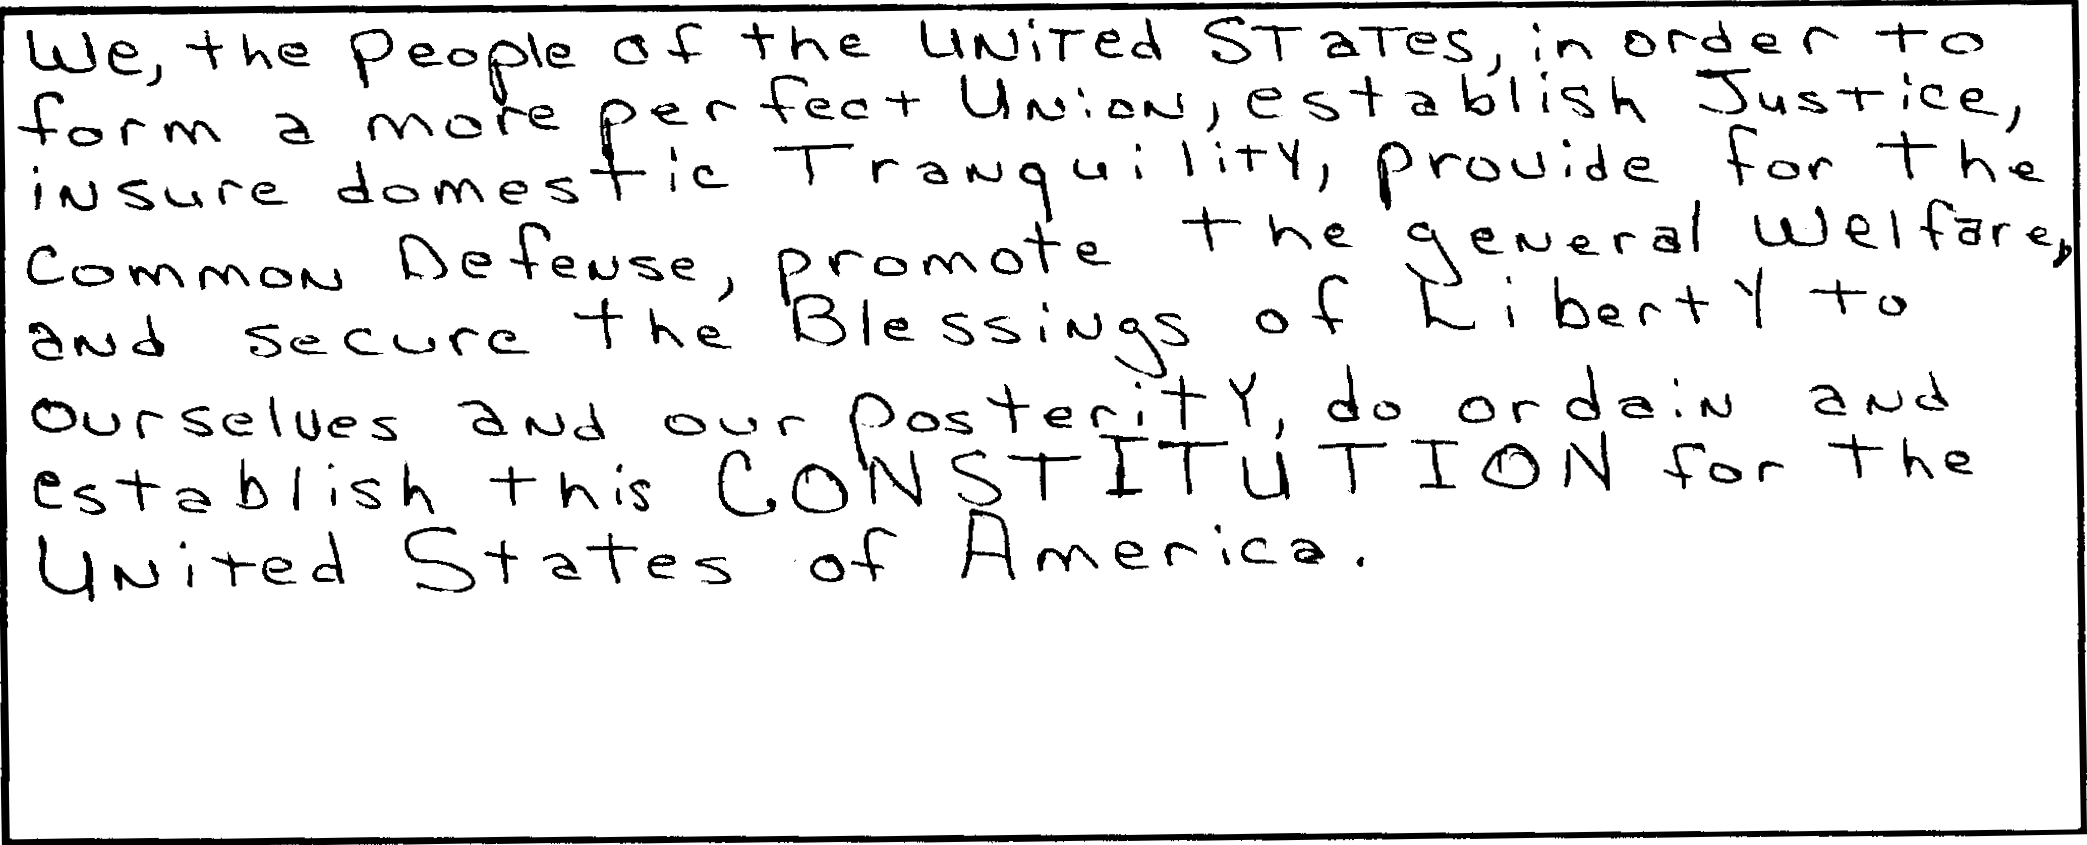 We, the People of the United States, in order to
form a more perfect Union, establish Justice,
insure domestic Tranquility, provide for the
Common Defense, promote the general Welfare,
and secure the Blessings of Liberty to
ourselves and our Posterity, do ordain and
establish this CONSTITUTION for the
United States of America.